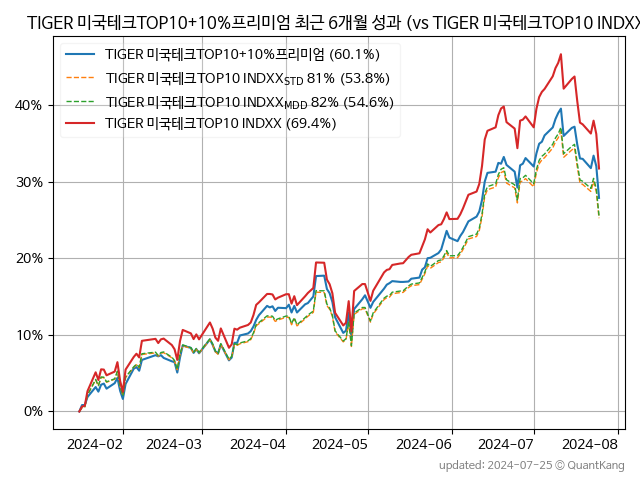 TIGER 미국테크TOP10+10%프리미엄 최근 6개월 성과 (vs TIGER 미국테크TOP10 INDXX
TIGER 미국테크TOP10+10%프리미엄 (60.1%)
TIGER 미국테크TOP10 INDXX_STD 81% (53.8%)
TIGER 미국테크TOP10 INDXX_MDD 82% (54.6%)
TIGER 미국테크TOP10 INDXX (69.4%)
40%
30%
20%
10%
0%
2024-02 2024-03 2024-04 2024-05 2024-06 2024-07 2024-08
updated: 2024-07-25 © QuantKang